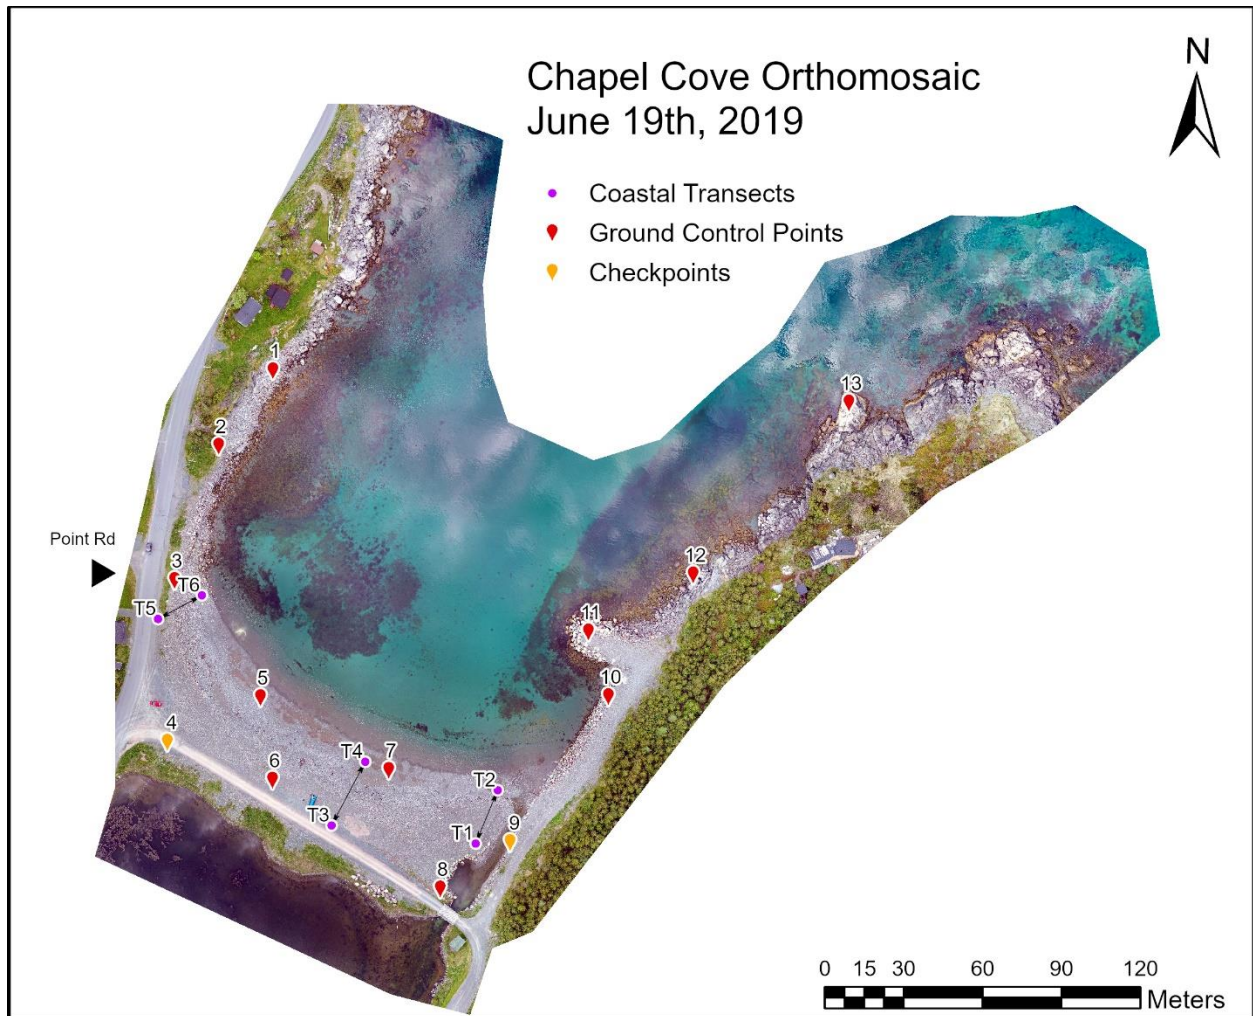 N
Chapel Cove Orthomosaic
June 19th, 2019
Coastal Transects
Ground Control Points
Checkpoints
1
13
2
Point Rd
12
3
T6
T5
11
5
10
4
T4
7
6
T2
T3
9
T1
8
0 15 30 60 90 120
Meters